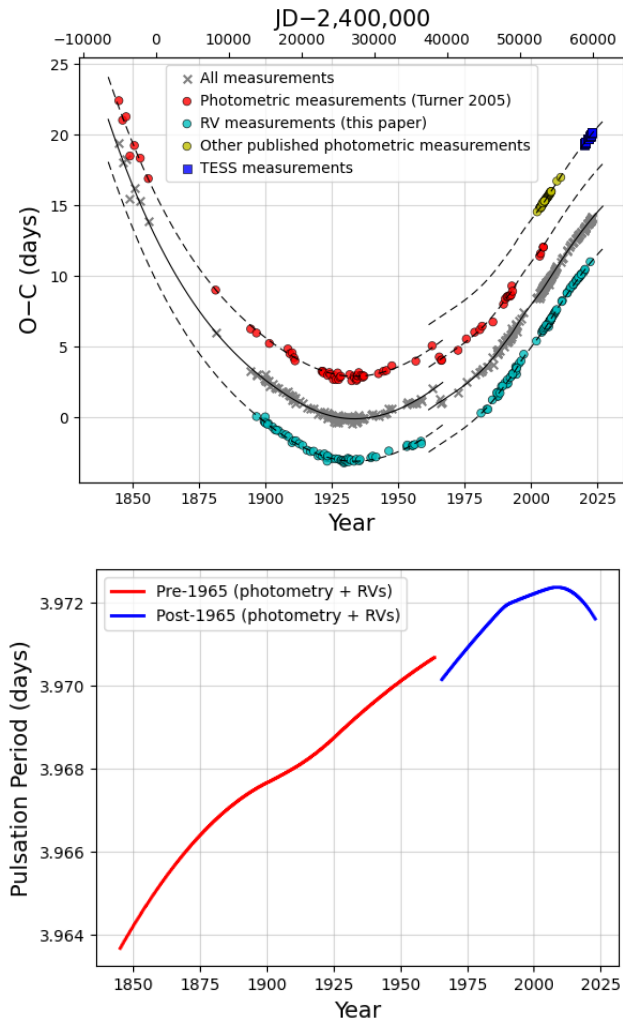 JD−2,400,000
−10000 0 10000 20000 30000 40000 50000 60000
25
20
15
10
5
0
O−C (days)
All measurements
Photometric measurements (Turner 2005)
RV measurements (this paper)
Other published photometric measurements
TESS measurements
1850 1875 1900 1925 1950 1975 2000 2025
Year
3.972
3.970
3.968
3.966
3.964
Pulsation Period (days)
Pre-1965 (photometry + RVs)
Post-1965 (photometry + RVs)
1850 1875 1900 1925 1950 1975 2000 2025
Year